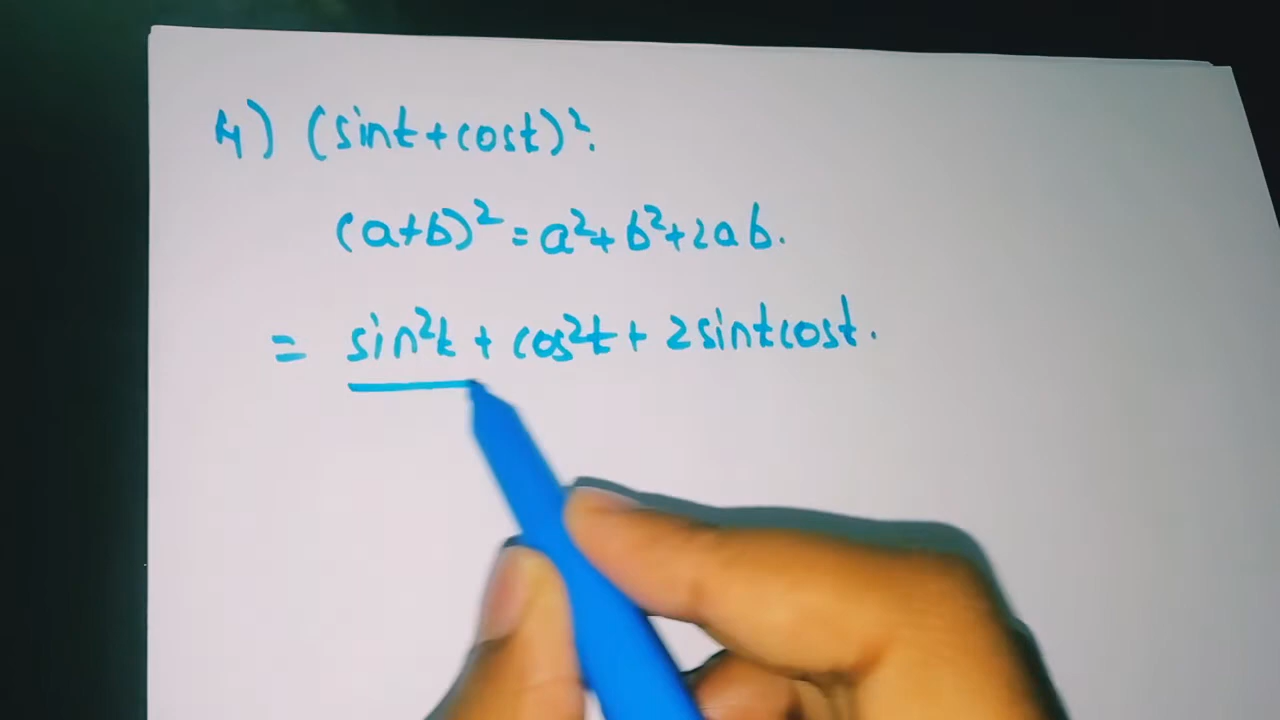 4) (sint+cost)².
(a+b)² = a²+b²+2ab.
= sin²t + cos²t + 2sintcost.